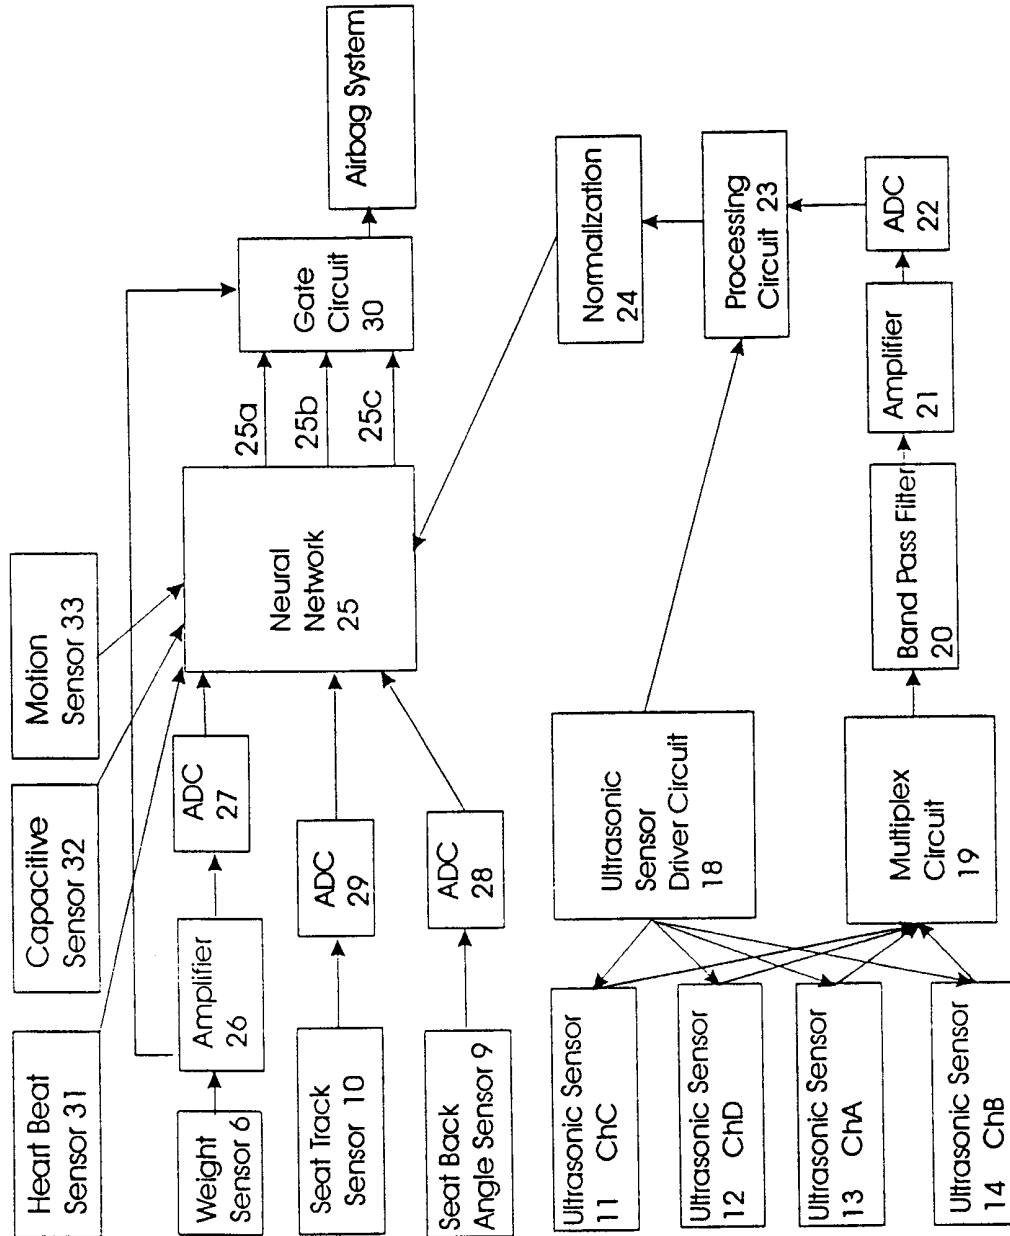 Heart Beat
Sensor 31
Capacitive
Sensor 32
Motion
Sensor 33
Weight
Sensor 6
Amplifier
26
ADC
27
Seat Track
Sensor 10
ADC
29
Seat Back
Angle Sensor 9
ADC
28
Neural
Network
25
25a
25b
25c
Gate
Circuit
30
Airbag System
Ultrasonic Sensor
11 ChC
Ultrasonic Sensor
12 ChD
Ultrasonic Sensor
13 ChA
Ultrasonic Sensor
14 ChB
Ultrasonic
Sensor
Driver Circuit
18
Multiplex
Circuit
19
Band Pass Filter
20
Amplifier
21
ADC
22
Processing
Circuit 23
Normalization
24